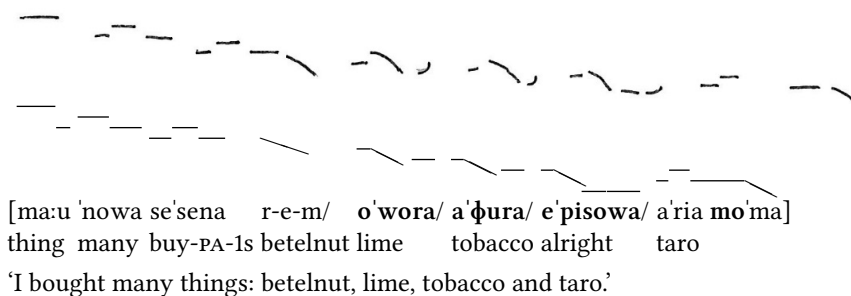 [maːu ˈnowa seˈsena r-e-m/ oˈwora/ aˈɸura/ eˈpisowa/ aˈria moˈma]
thing many buy-PA-1s betelnut lime tobacco alright taro
‘I bought many things: betelnut, lime, tobacco and taro.’